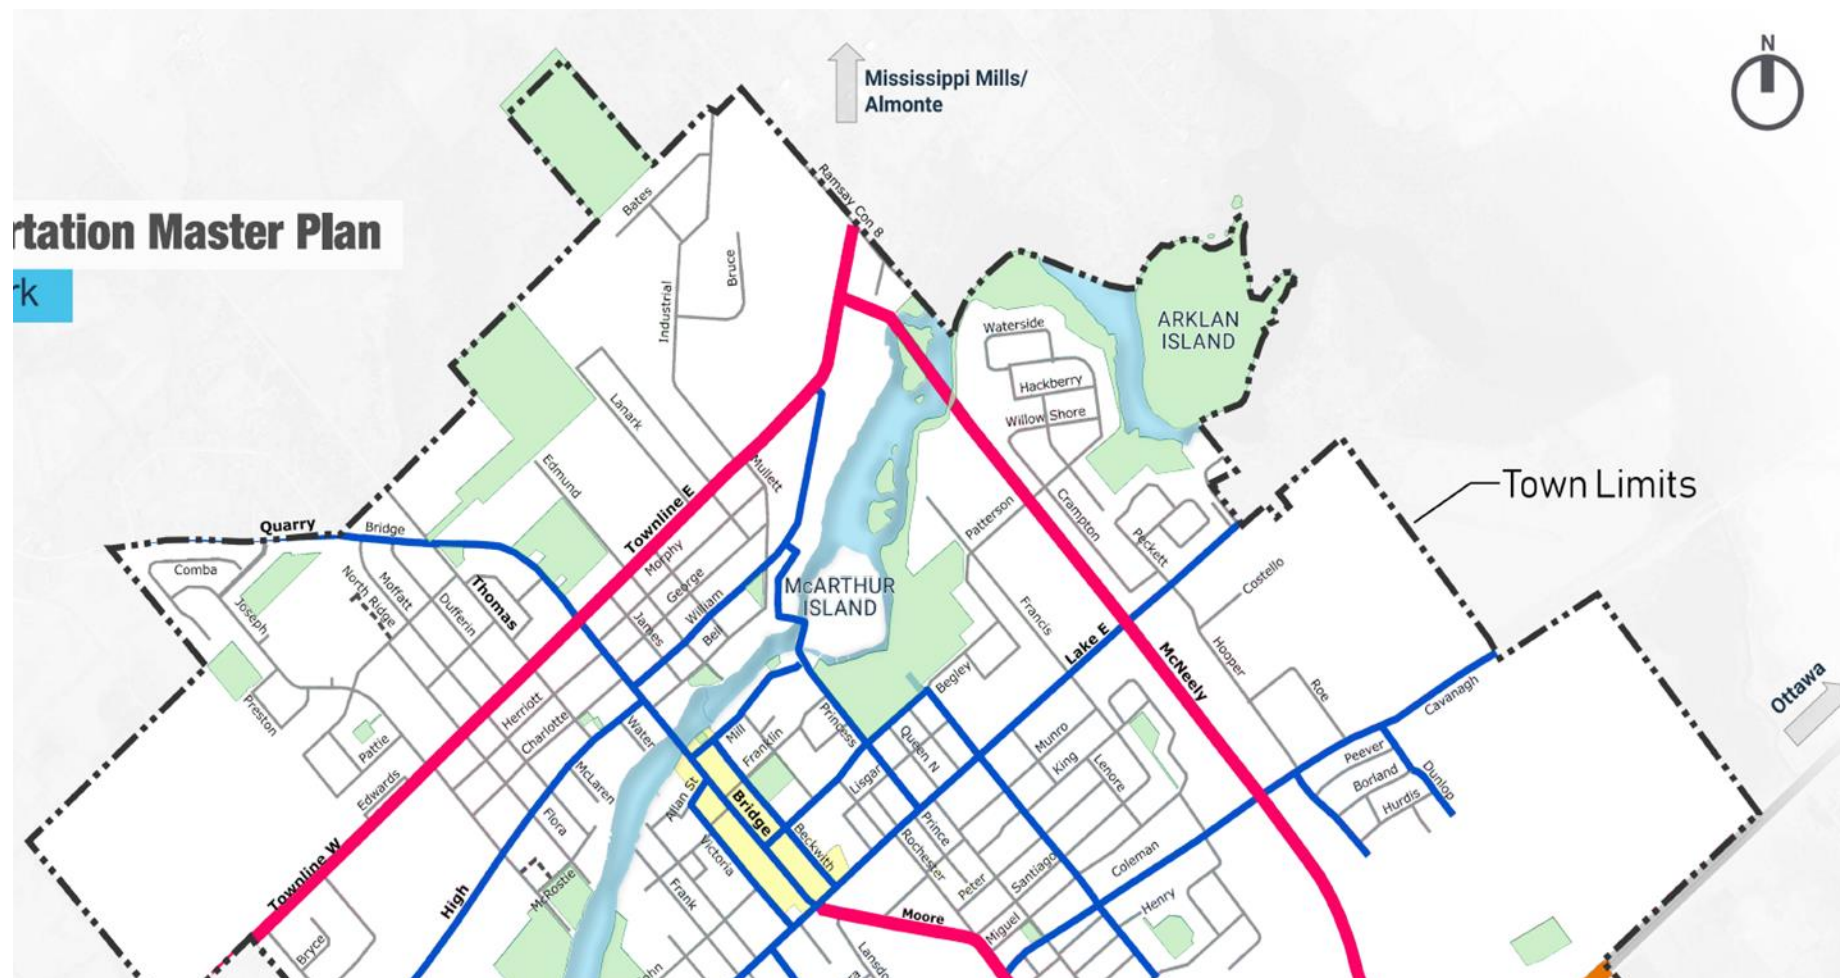 N
Mississippi Mills/
Almonte
rtation Master Plan
rk
Ramsay Con 8
Bates
Bruce
Industrial
ARKLAN
ISLAND
Waterside
Hackberry
Willow Shore
Lanark
Edmund
Mullett
Townline E
Town Limits
Quarry
Bridge
Patterson
Crampton
Peckett
Comba
Joseph
North Ridge
Moffatt
Dufferin
Thomas
Morphy
George
William
James
Bell
McARTHUR
ISLAND
Francis
Lake E
Costello
Hooper
McNeely
Roe
Cavanagh
Ottawa
Preston
Pattie
Edwards
Herriott
Charlotte
Water
McLaren
Flora
Mill
Franklin
Princess
Begley
Queen N
Lisgar
Munro
King
Lenore
Peever
Borland
Hurdis
Dunlop
Allan St
Bridge
Beckwith
Victoria
Prince
Rochester
Peter
Santiago
Coleman
Townline W
High
McRostie
Frank
Moore
Miguel
Henry
Bryce
ohn
Lansdo